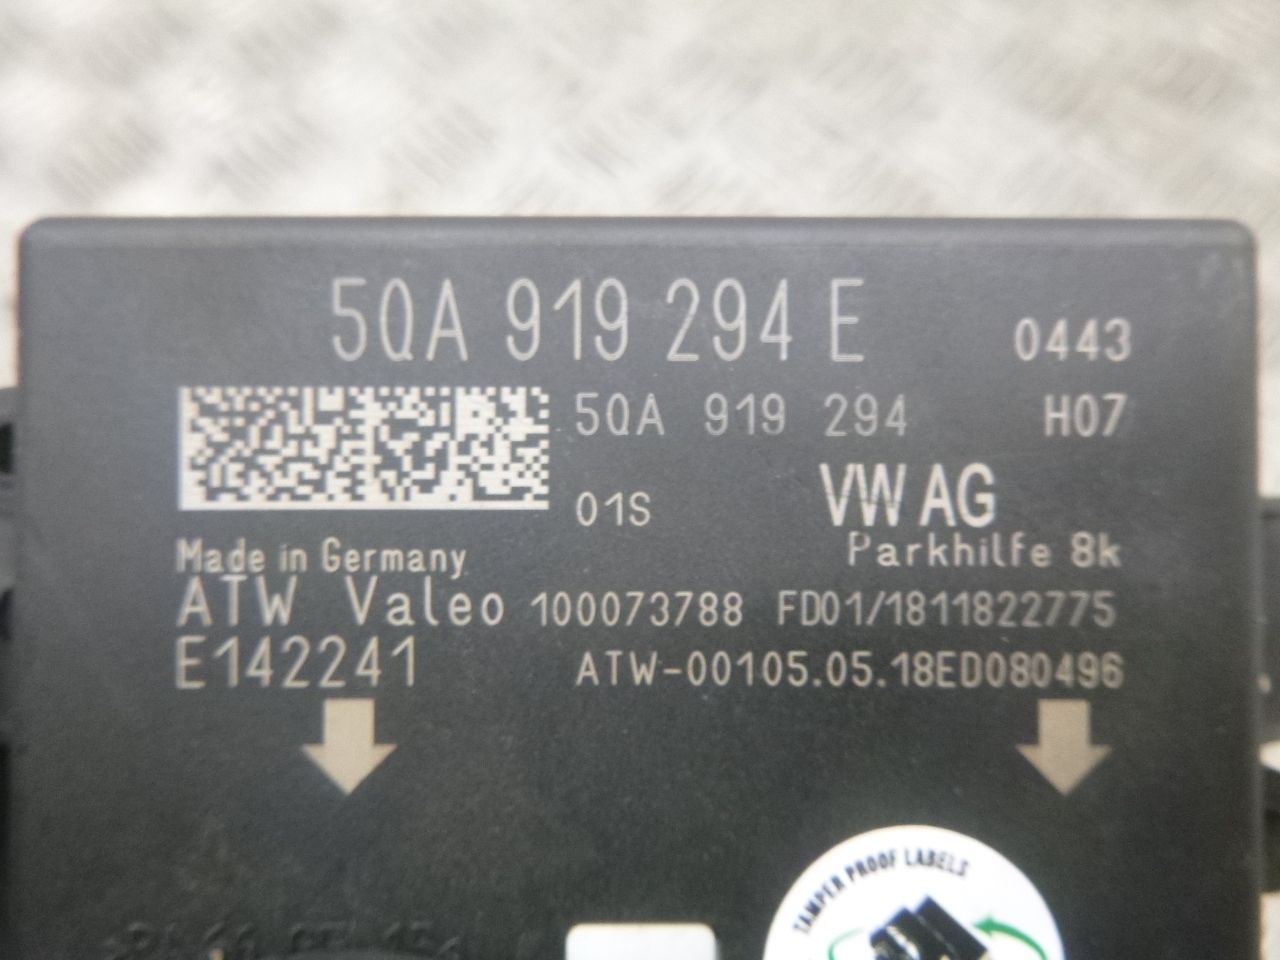 5QA 919 294 E
0443
5QA 919 294
H07
01S
VW AG
Parkhilfe 8k
Made in Germany
ATW Valeo 100073788 FD01/1811822775
E142241
ATW-00105.05.18ED080496
TAMPER PROOF LABELS